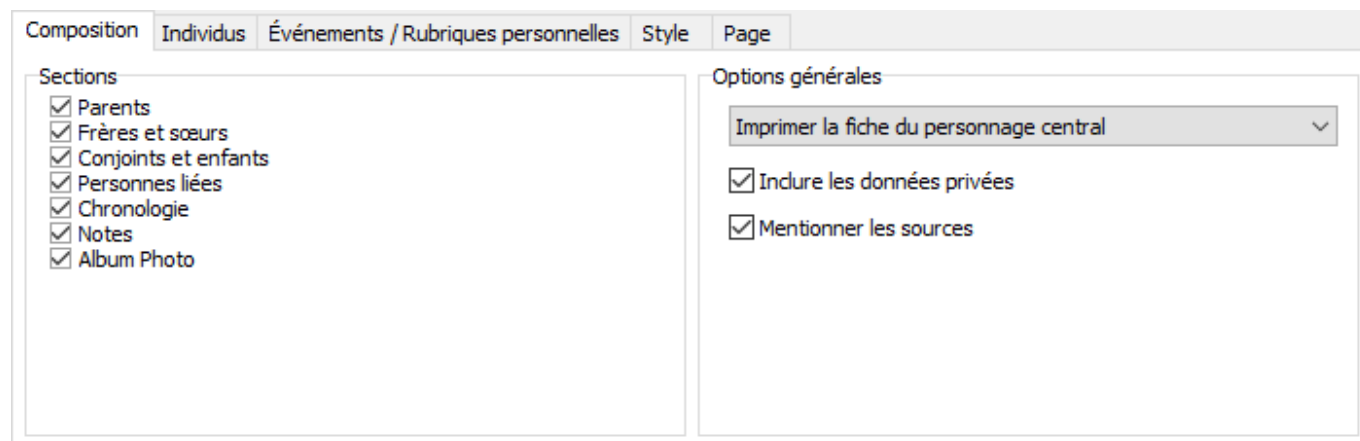 Composition Individus Événements / Rubriques personnelles Style Page
Sections
Parents
Frères et sœurs
Conjoints et enfants
Personnes liées
Chronologie
Notes
Album Photo
Options générales
Imprimer la fiche du personnage central
Inclure les données privées
Mentionner les sources